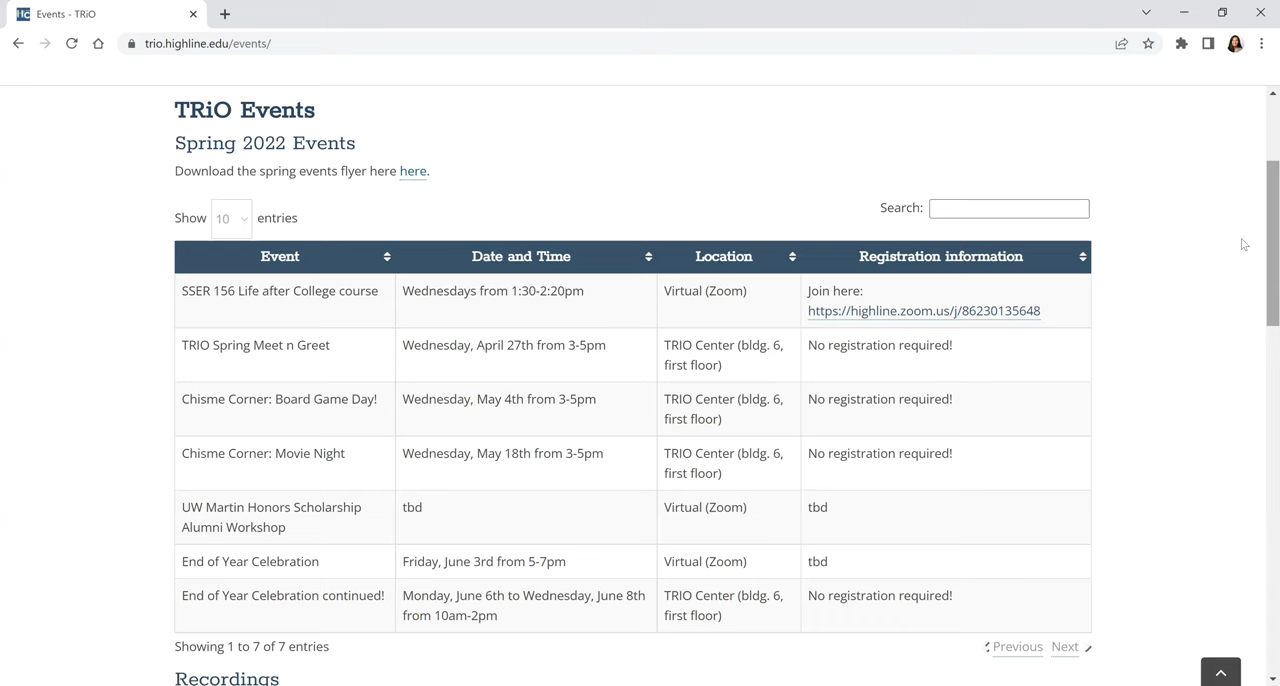 Events - TRiO
trio.highline.edu/events/
TRiO Events
Spring 2022 Events
Download the spring events flyer here here.
Show 10 entries
Search:
Event Date and Time Location Registration information
SSER 156 Life after College course Wednesdays from 1:30-2:20pm Virtual (Zoom) Join here:
https://highline.zoom.us/j/86230135648
TRIO Spring Meet n Greet Wednesday, April 27th from 3-5pm TRIO Center (bldg. 6, No registration required!
first floor)
Chisme Corner: Board Game Day! Wednesday, May 4th from 3-5pm TRIO Center (bldg. 6, No registration required!
first floor)
Chisme Corner: Movie Night Wednesday, May 18th from 3-5pm TRIO Center (bldg. 6, No registration required!
first floor)
UW Martin Honors Scholarship tbd Virtual (Zoom) tbd
Alumni Workshop
End of Year Celebration Friday, June 3rd from 5-7pm Virtual (Zoom) tbd
End of Year Celebration continued! Monday, June 6th to Wednesday, June 8th TRIO Center (bldg. 6, No registration required!
from 10am-2pm first floor)
Showing 1 to 7 of 7 entries Previous Next
Recordings